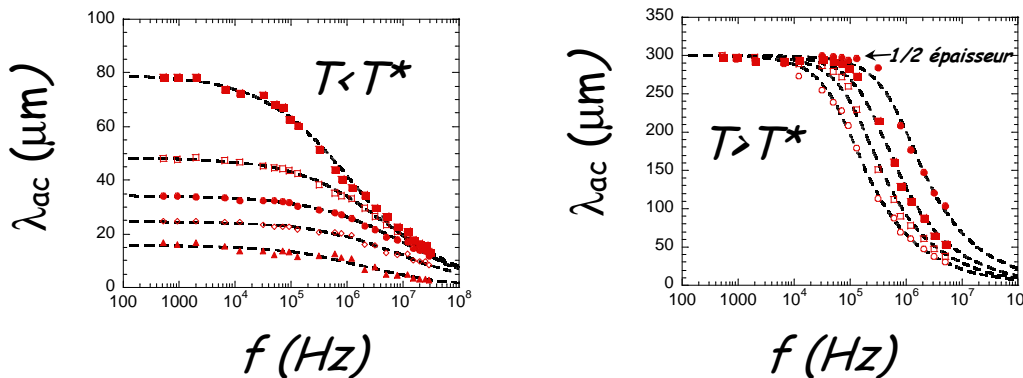 100
80
60
40
20
0
T< T*
λac (μm)
100 1000 10⁴ 10⁵ 10⁶ 10⁷ 10⁸
f (Hz)
350
300
250
200
150
100
50
0
1/2 épaisseur
T> T*
λac (μm)
100 1000 10⁴ 10⁵ 10⁶ 10⁷ 10⁸
f (Hz)